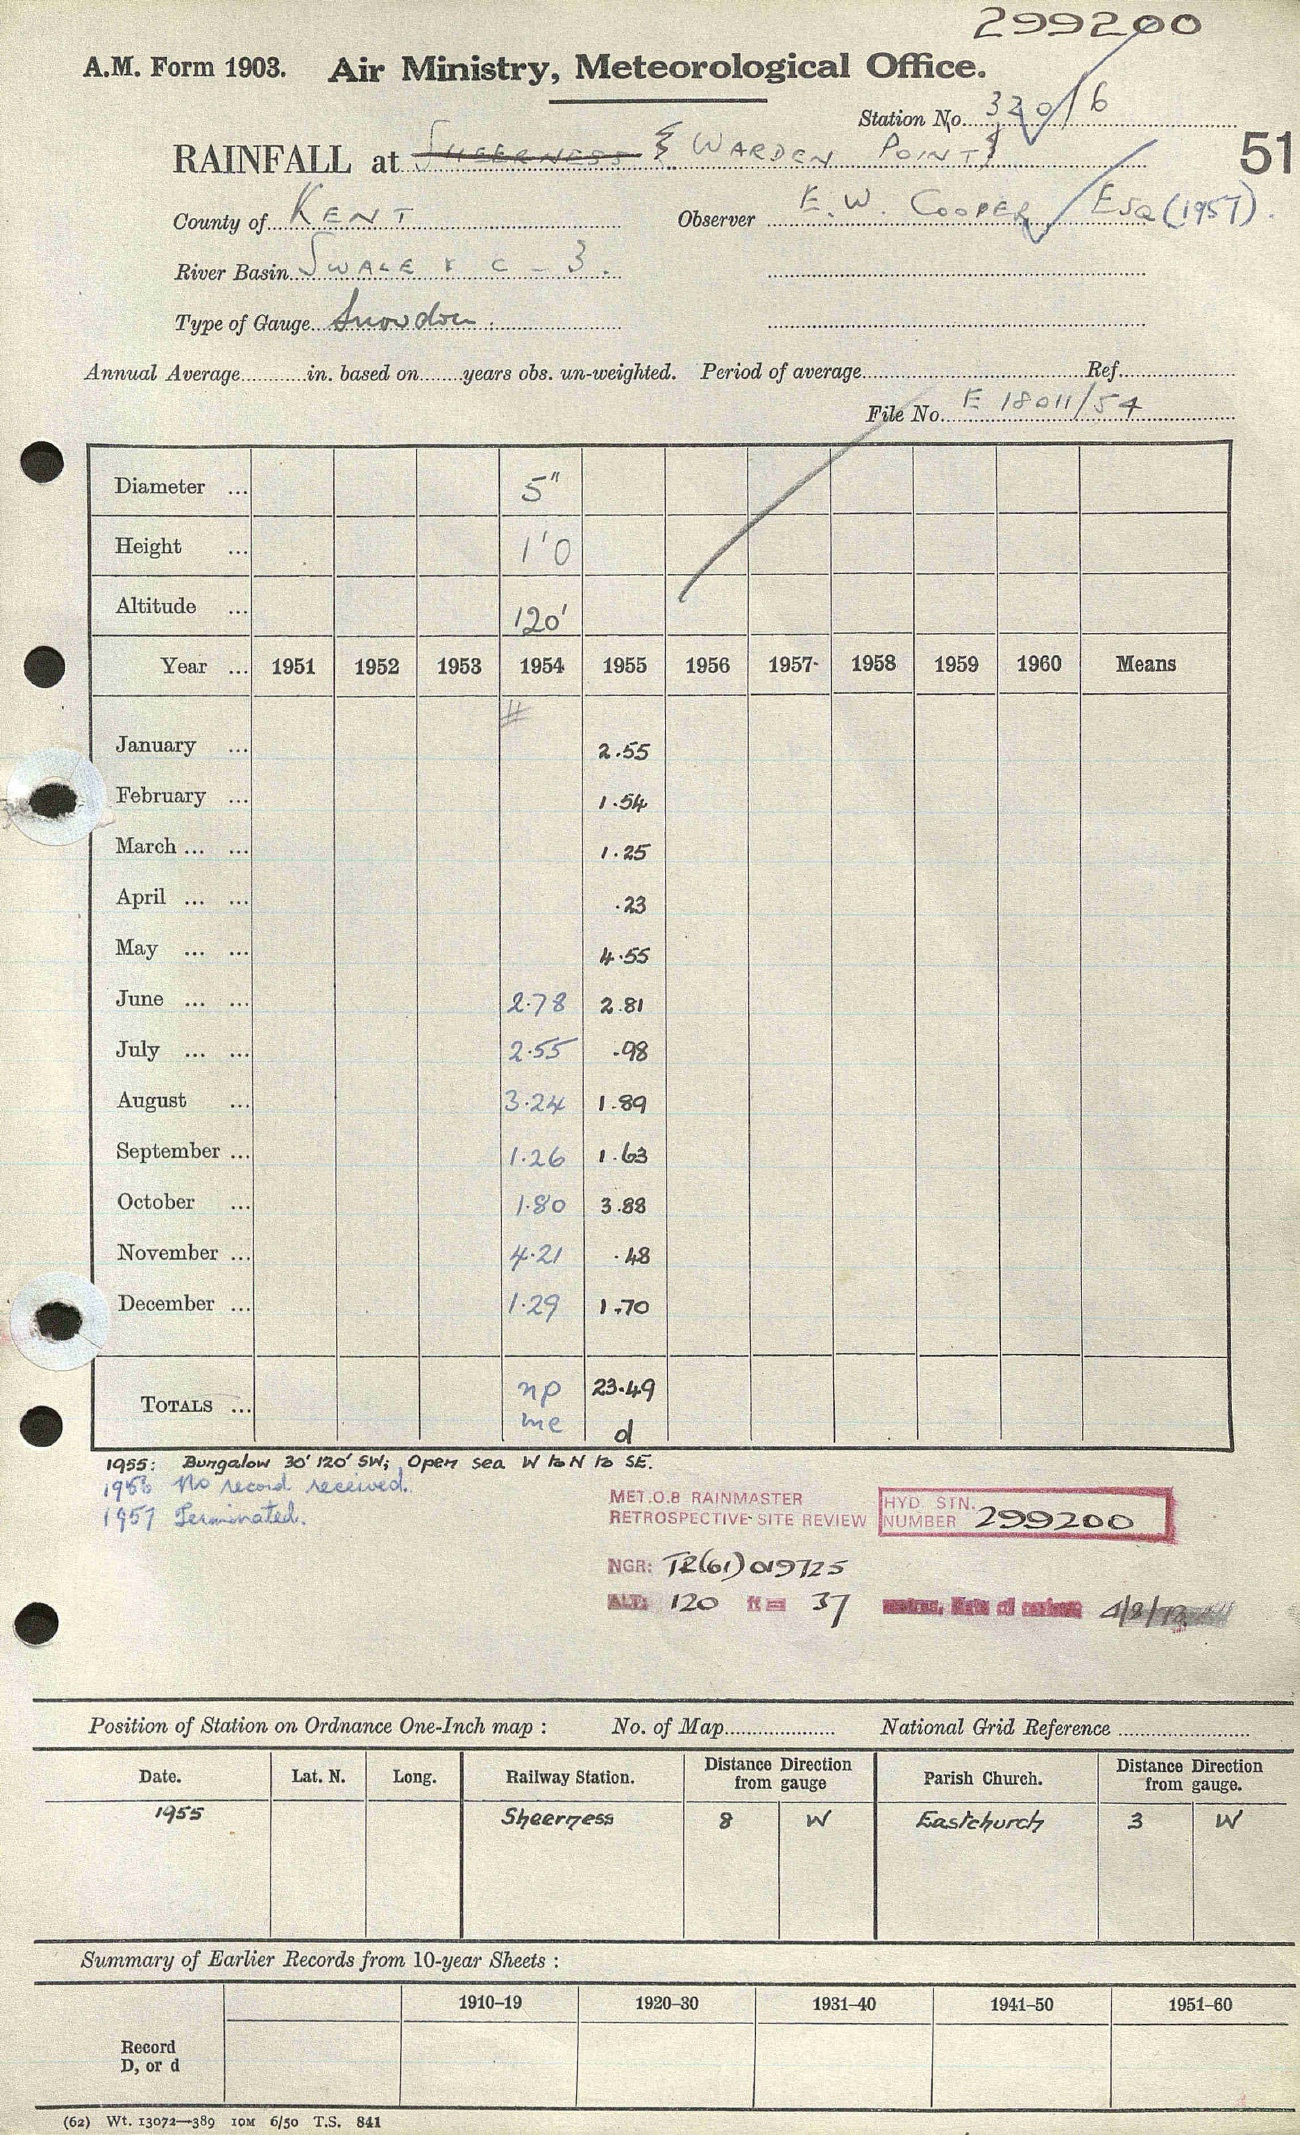 299200
A.M. Form 1903. Air Ministry, Meteorological Office.
Station No. 320/6
51
RAINFALL at SHEERNESS { WARDEN POINT }
County of KENT Observer E. W. COOPER ESQ (1957).
River Basin SWALE & C - 3.
Type of Gauge Snowdon.
Annual Average in. based on years obs. un-weighted. Period of average Ref.
File No. E 18011/54
Diameter ... 5"
Height ... 1'0
Altitude ... 120'
Year ... 1951 1952 1953 1954 1955 1956 1957 1958 1959 1960 Means
#
January ... 2.55
February ... 1.54
March ... ... 1.25
April ... ... .23
May ... ... 4.55
June ... ... 2.78 2.81
July ... ... 2.55 .98
August ... 3.24 1.89
September ... 1.26 1.63
October ... 1.80 3.88
November ... 4.21 .48
December ... 1.29 1.70
TOTALS ... np 23.49
me d
1955: Bungalow 30' 120' SW; Open sea W to N to SE.
1956 No record received.
1957 Terminated.
MET.O.8 RAINMASTER
RETROSPECTIVE SITE REVIEW
HYD. STN.
NUMBER 299200
NGR: TR(61)019725
ALT: 120 ft = 37 metres, Date of review 4/8/78
Position of Station on Ordnance One-Inch map : No. of Map National Grid Reference
Date. Lat. N. Long. Railway Station. Distance Direction from gauge Parish Church. Distance Direction from gauge.
1955 Sheerness 8 W Eastchurch 3 W
Summary of Earlier Records from 10-year Sheets :
1910–19 1920–30 1931–40 1941–50 1951–60
Record
D, or d
(62) Wt. 13072—389 10M 6/50 T.S. 841